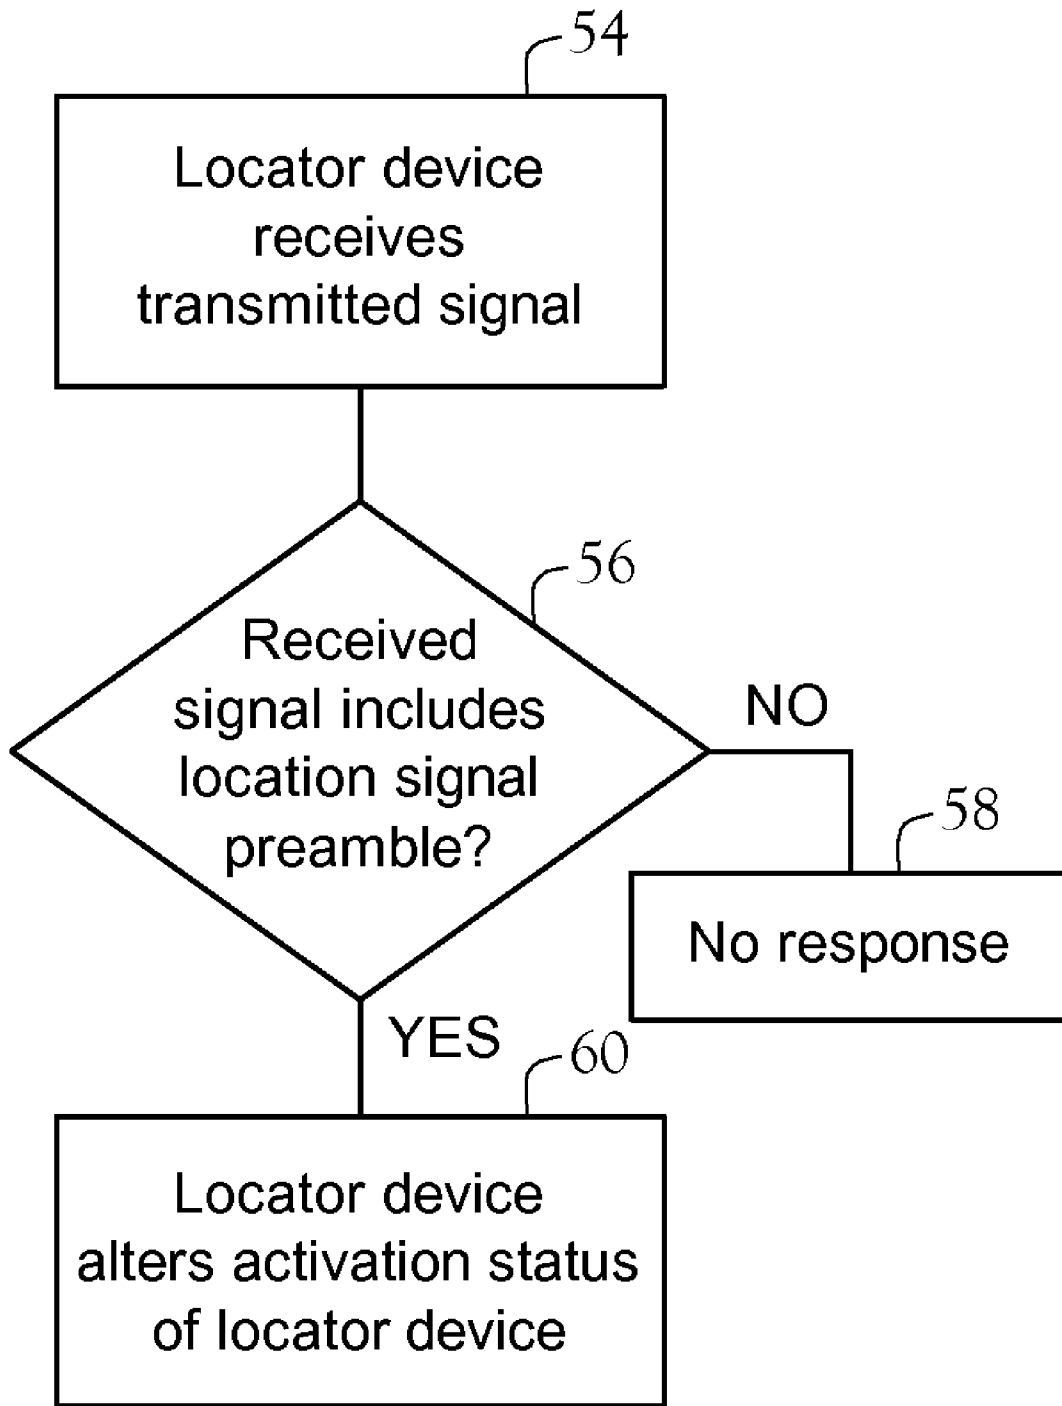 54
Locator device
receives
transmitted signal
56
Received
signal includes
location signal
preamble?
NO
58
No response
YES
60
Locator device
alters activation status
of locator device